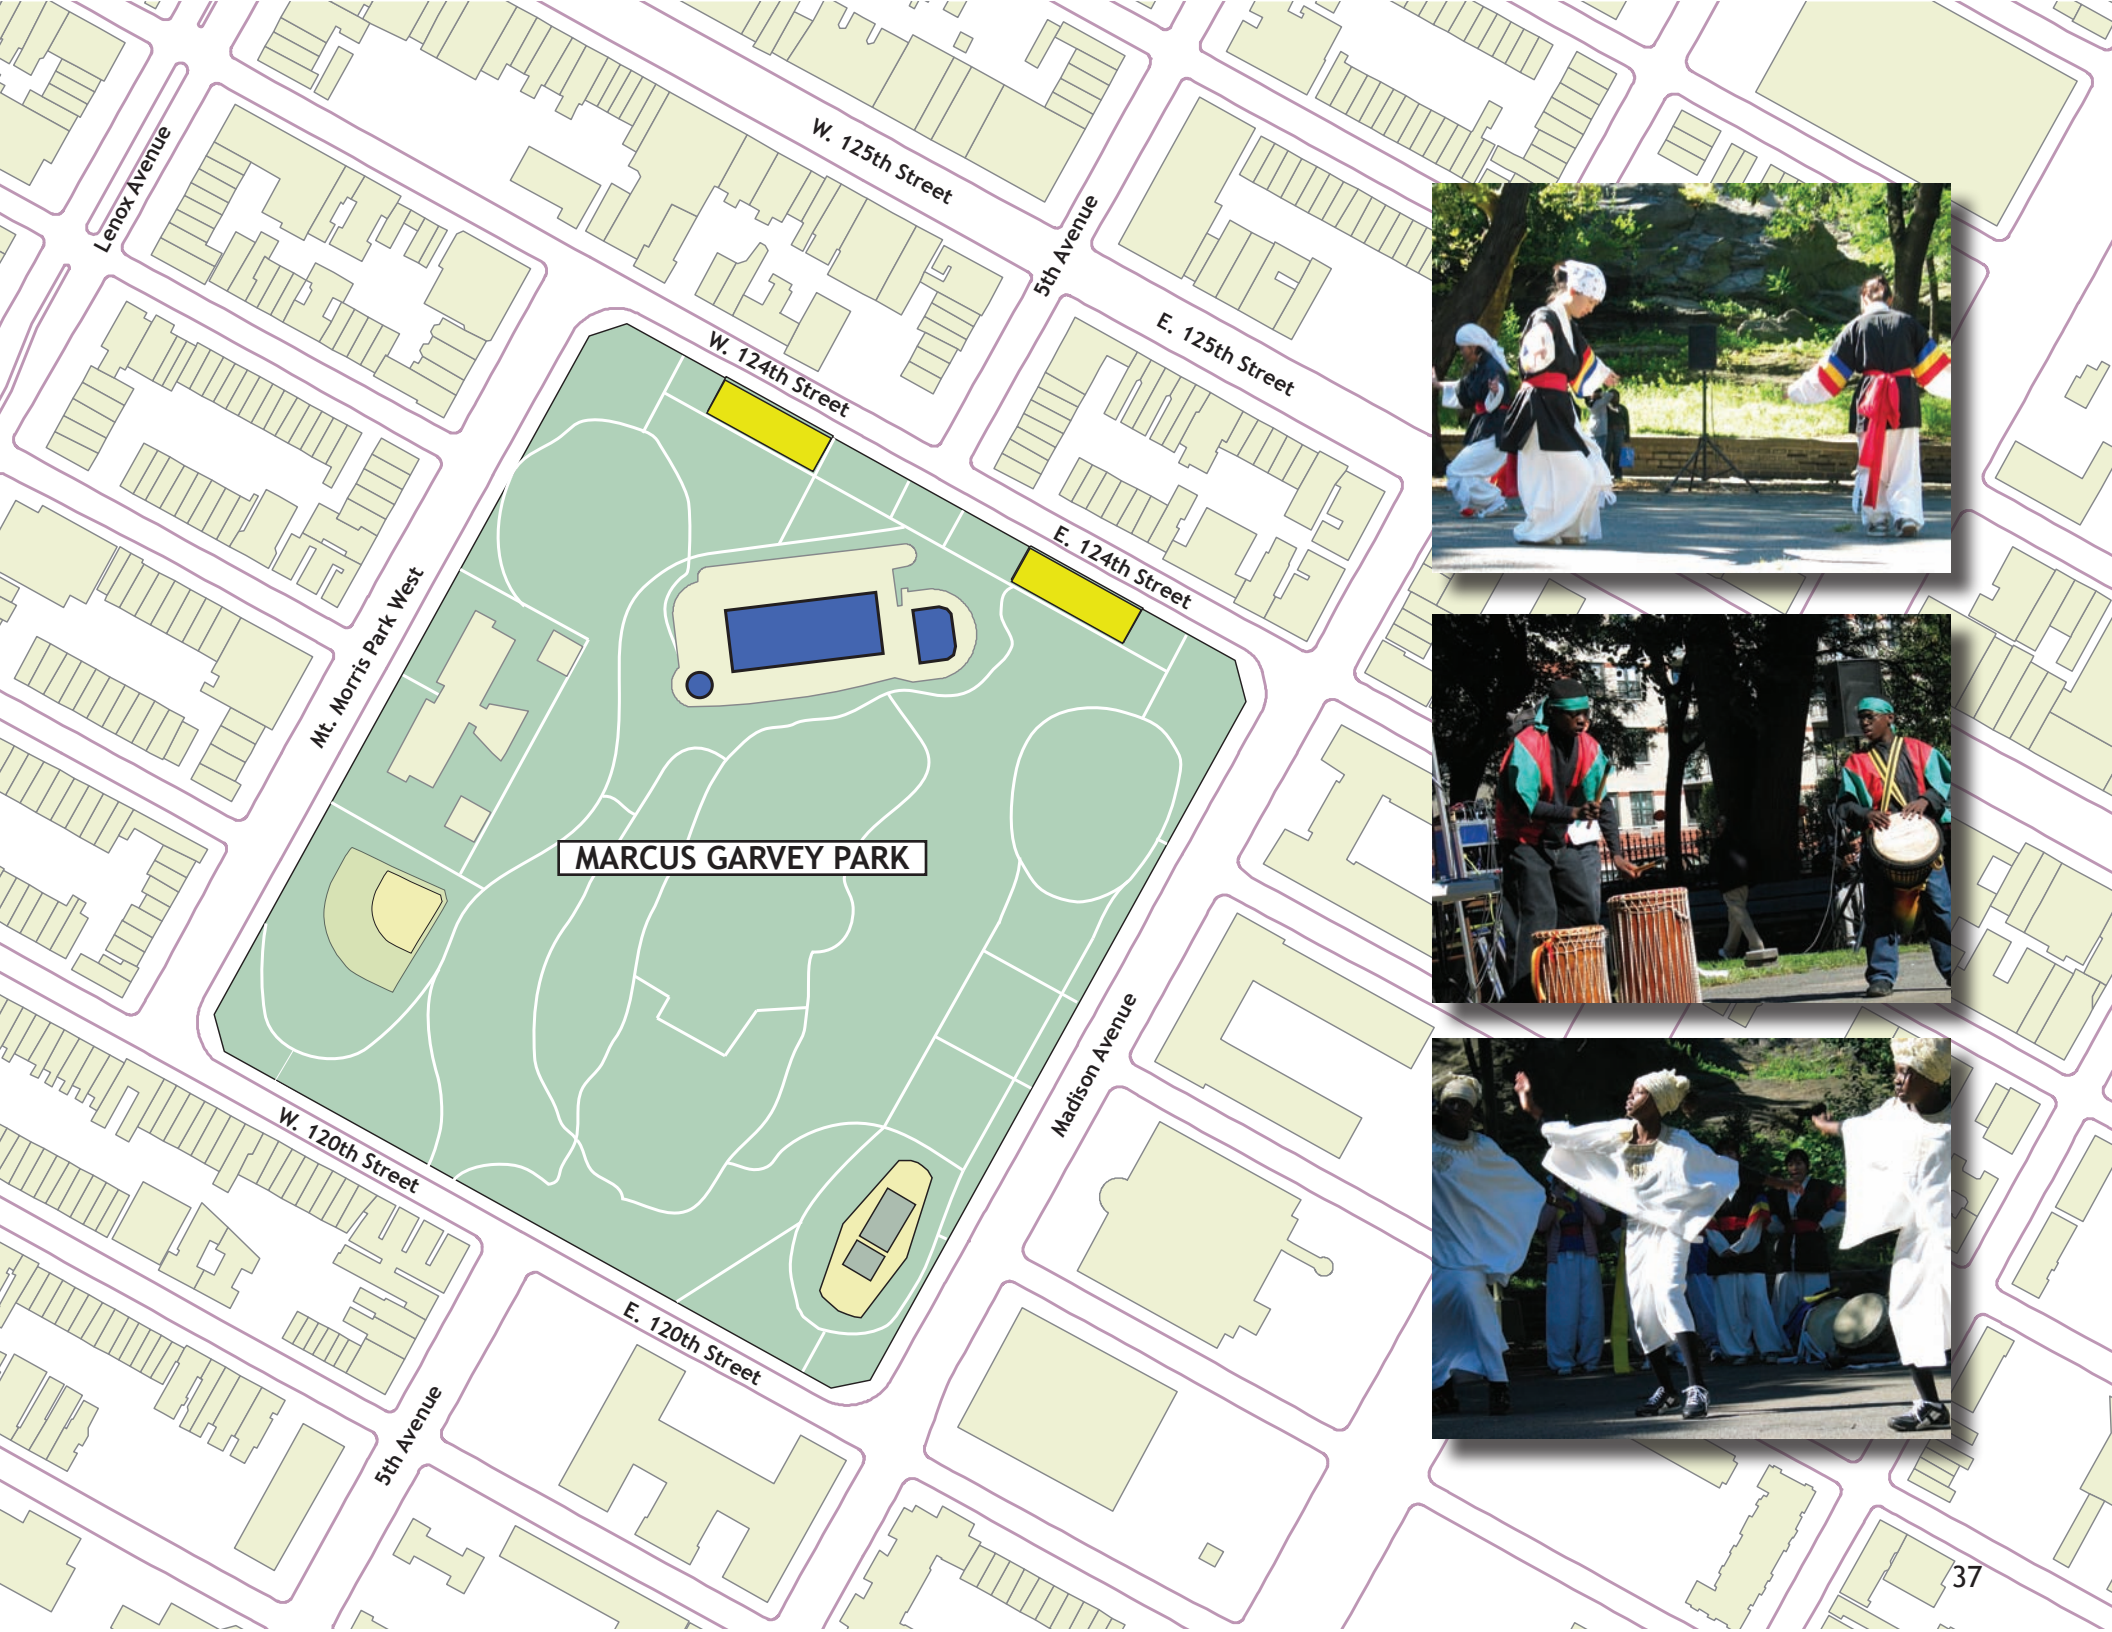 W. 125th Street
Lenox Avenue
5th Avenue
E. 125th Street
W. 124th Street
E. 124th Street
Mt. Morris Park West
MARCUS GARVEY PARK
Madison Avenue
W. 120th Street
E. 120th Street
5th Avenue
37